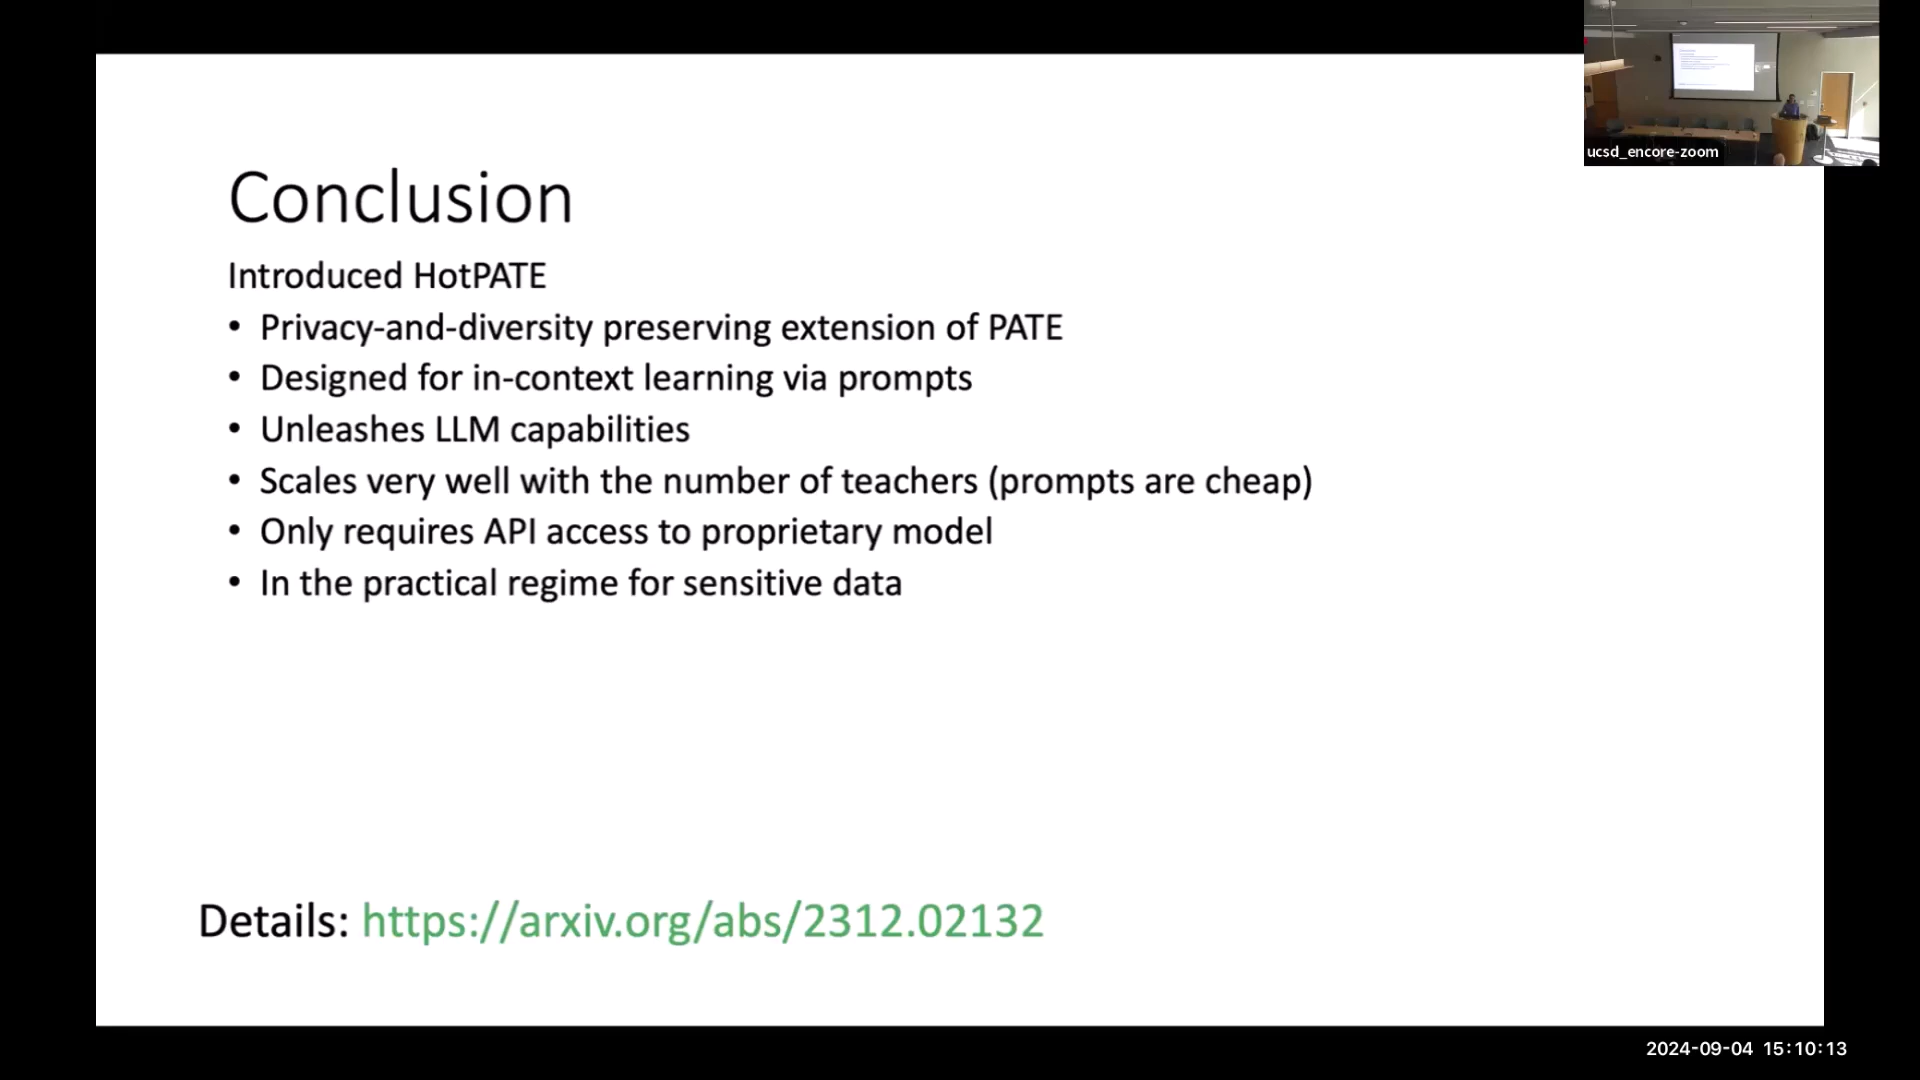 ucsd_encore-zoom
Conclusion
Introduced HotPATE
• Privacy-and-diversity preserving extension of PATE
• Designed for in-context learning via prompts
• Unleashes LLM capabilities
• Scales very well with the number of teachers (prompts are cheap)
• Only requires API access to proprietary model
• In the practical regime for sensitive data
Details: https://arxiv.org/abs/2312.02132
2024-09-04 15:10:13